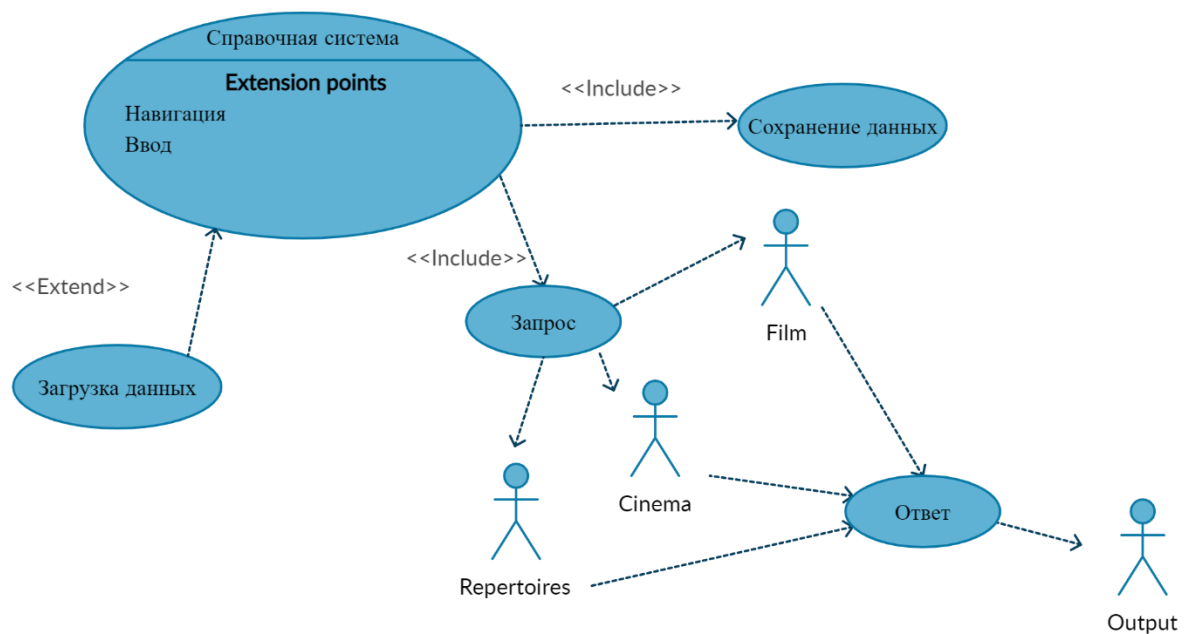 Справочная система
Extension points
Навигация
Ввод
<<Include>>
Сохранение данных
<<Include>>
<<Extend>>
Запрос
Film
Загрузка данных
Cinema
Ответ
Repertoires
Output